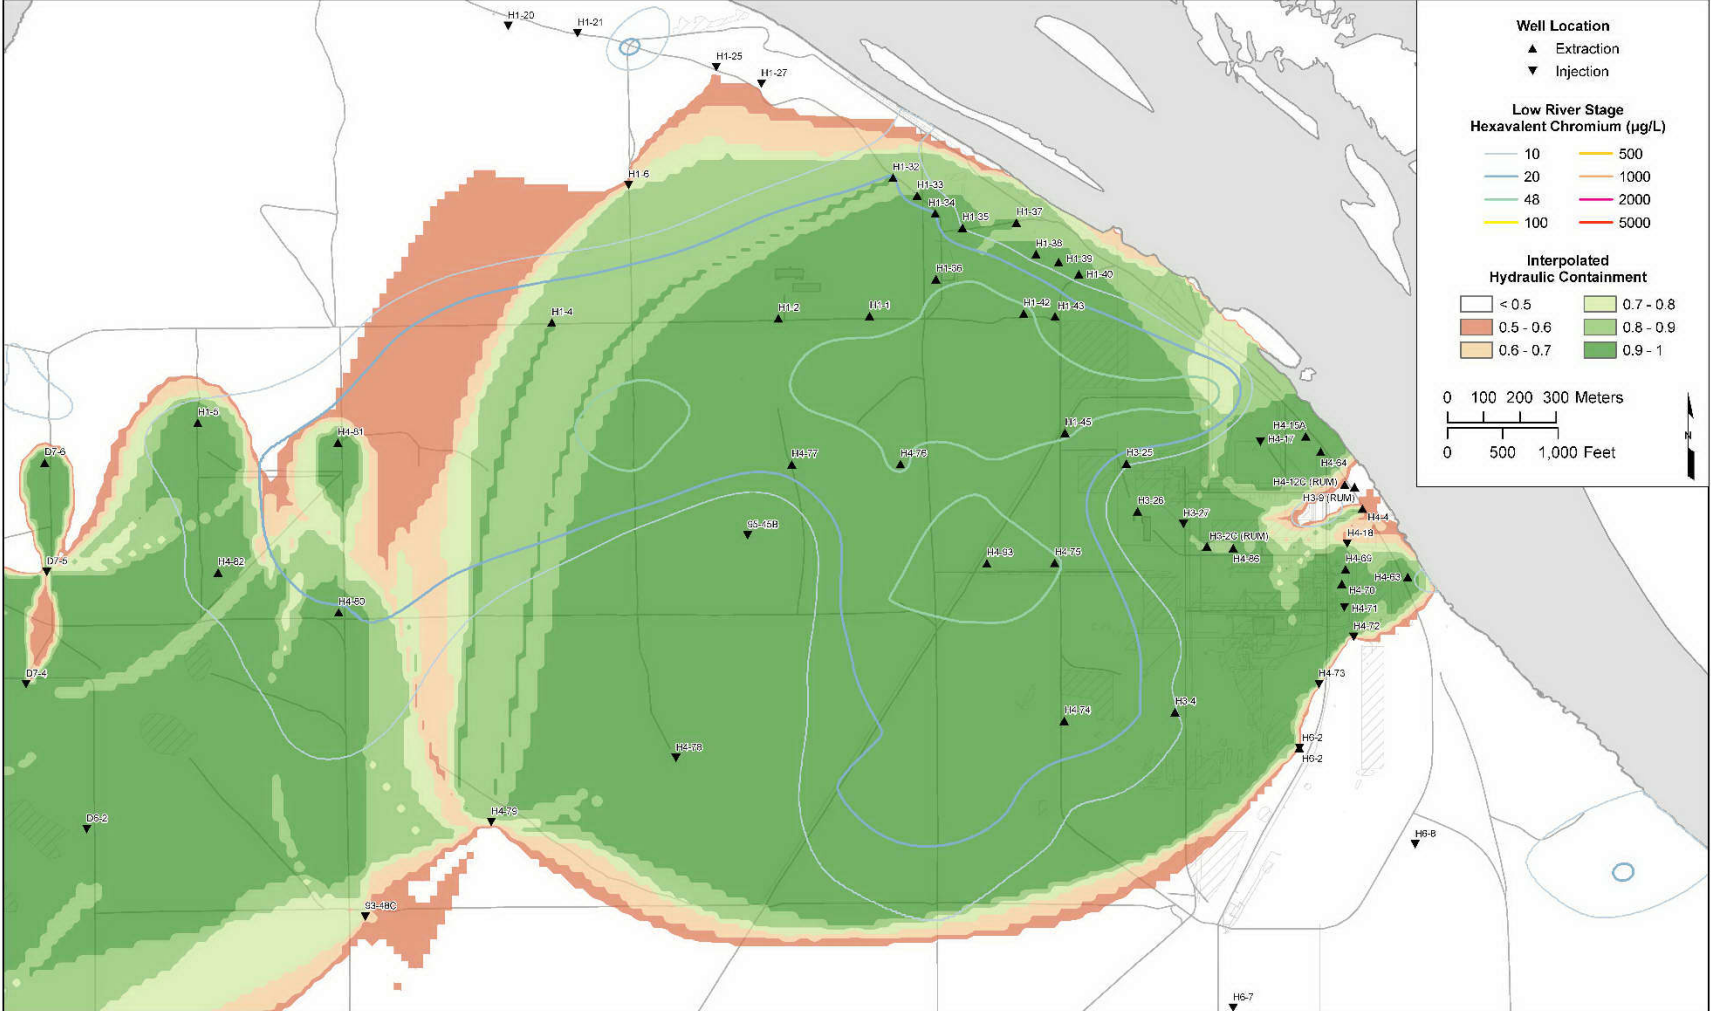 H1-20
H1-21
H1-25
H1-27
H1-6
H1-32
H1-33
H1-34
H1-35
H1-37
H1-38
H1-39
H1-40
H1-36
H1-42
H1-43
H1-4
H1-2
H1-1
H1-5
H4-81
H1-45
H4-15A
H4-17
H4-64
D7-6
H4-77
H4-76
H3-25
H4-12C (RUM)
H3-9 (RUM)
H3-26
H3-27
H4-4
95-45B
H3-2C (RUM)
H4-86
H4-18
D7-5
H4-82
H4-93
H4-75
H4-69
H4-63
H4-70
H4-80
H4-71
H4-72
D7-4
H4-73
H4-74
H3-4
H4-78
H6-2
H6-2
D6-2
H4-79
H6-8
93-48C
H6-7
Well Location
Extraction
Injection
Low River Stage
Hexavalent Chromium (µg/L)
10 500
20 1000
48 2000
100 5000
Interpolated
Hydraulic Containment
< 0.5 0.7 - 0.8
0.5 - 0.6 0.8 - 0.9
0.6 - 0.7 0.9 - 1
0 100 200 300 Meters
0 500 1,000 Feet
N